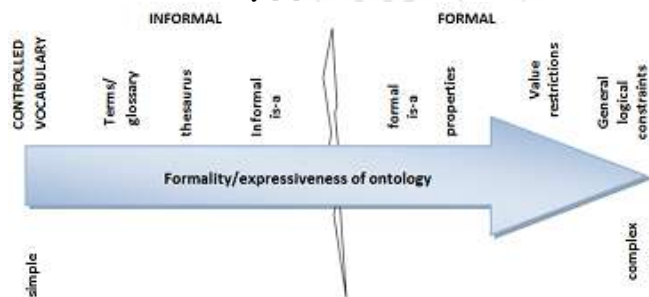 INFORMAL
FORMAL
CONTROLLED
VOCABULARY
Terms/
glossary
thesaurus
Informal
is-a
formal
is-a
properties
Value
restrictions
General
logical
constraints
Formality/expressiveness of ontology
simple
complex